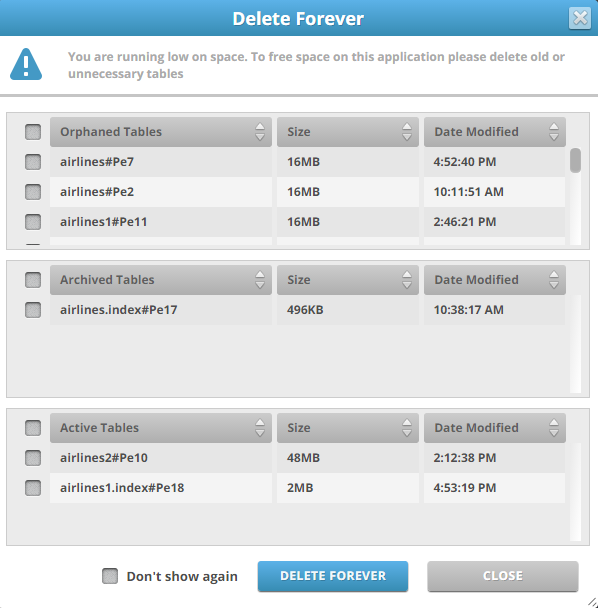 Delete Forever
You are running low on space. To free space on this application please delete old or
unnecessary tables
Orphaned Tables Size Date Modified
airlines#Pe7 16MB 4:52:40 PM
airlines#Pe2 16MB 10:11:51 AM
airlines1#Pe11 16MB 2:46:21 PM
Archived Tables Size Date Modified
airlines.index#Pe17 496KB 10:38:17 AM
Active Tables Size Date Modified
airlines2#Pe10 48MB 2:12:38 PM
airlines1.index#Pe18 2MB 4:53:19 PM
Don't show again DELETE FOREVER CLOSE